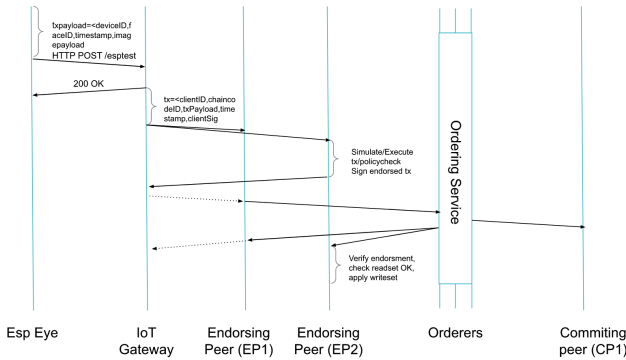 txpayload=<deviceID,f
aceID,timestamp,imag
epayload
HTTP POST /esptest
200 OK
tx=<clientID,chainco
deID,txPayload,time
stamp,clientSig
Simulate/Execute
tx/policycheck
Sign endorsed tx
Ordering Service
Verify endorsment,
check readset OK,
apply writeset
Esp Eye
IoT
Gateway
Endorsing
Peer (EP1)
Endorsing
Peer (EP2)
Orderers
Commiting
peer (CP1)